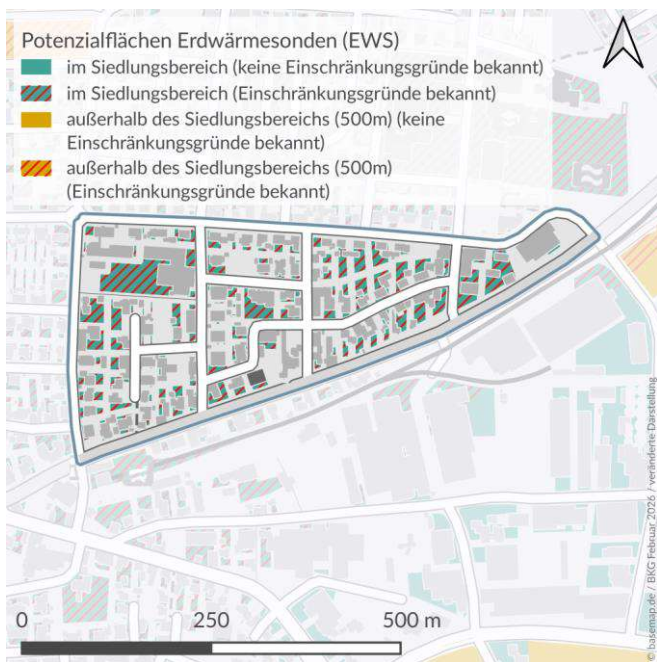 Potenzialflächen Erdwärmesonden (EWS)
im Siedlungsbereich (keine Einschränkungsgründe bekannt)
im Siedlungsbereich (Einschränkungsgründe bekannt)
außerhalb des Siedlungsbereichs (500m) (keine
Einschränkungsgründe bekannt)
außerhalb des Siedlungsbereichs (500m)
(Einschränkungsgründe bekannt)
0 250 500 m
© basemap.de / BKG Februar 2026 / veränderte Darstellung